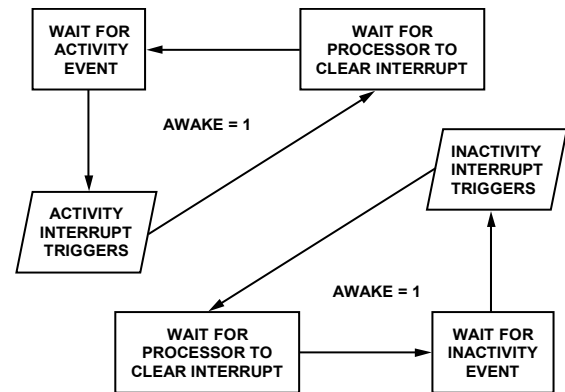 WAIT FOR
ACTIVITY
EVENT
WAIT FOR
PROCESSOR TO
CLEAR INTERRUPT
AWAKE = 1
ACTIVITY
INTERRUPT
TRIGGERS
INACTIVITY
INTERRUPT
TRIGGERS
AWAKE = 1
WAIT FOR
PROCESSOR TO
CLEAR INTERRUPT
WAIT FOR
INACTIVITY
EVENT